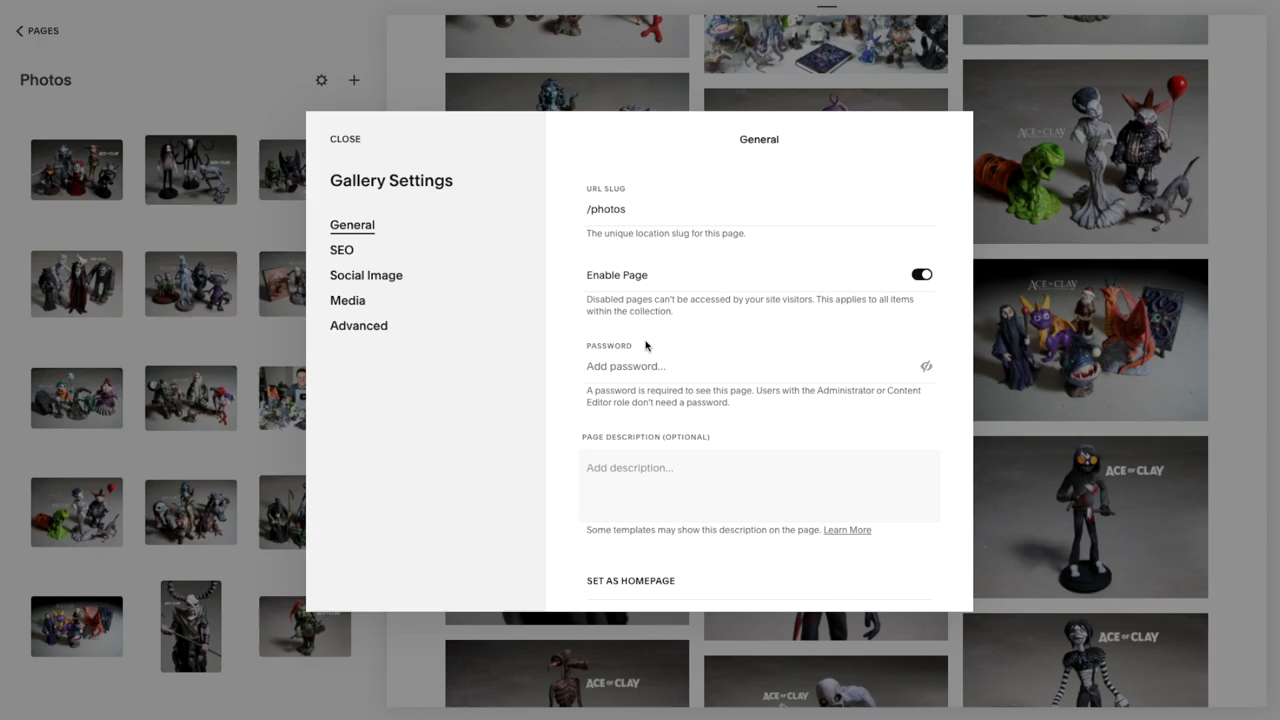 PAGES
Photos
CLOSE
Gallery Settings
General
SEO
Social Image
Media
Advanced
General
URL SLUG
/photos
The unique location slug for this page.
Enable Page
Disabled pages can't be accessed by your site visitors. This applies to all items
within the collection.
PASSWORD
Add password...
A password is required to see this page. Users with the Administrator or Content
Editor role don't need a password.
PAGE DESCRIPTION (OPTIONAL)
Add description...
Some templates may show this description on the page. Learn More
SET AS HOMEPAGE
ACE OF CLAY
ACE OF CLAY
ACE OF CLAY
ACE OF CLAY
ACE OF CLAY
ACE OF CLAY